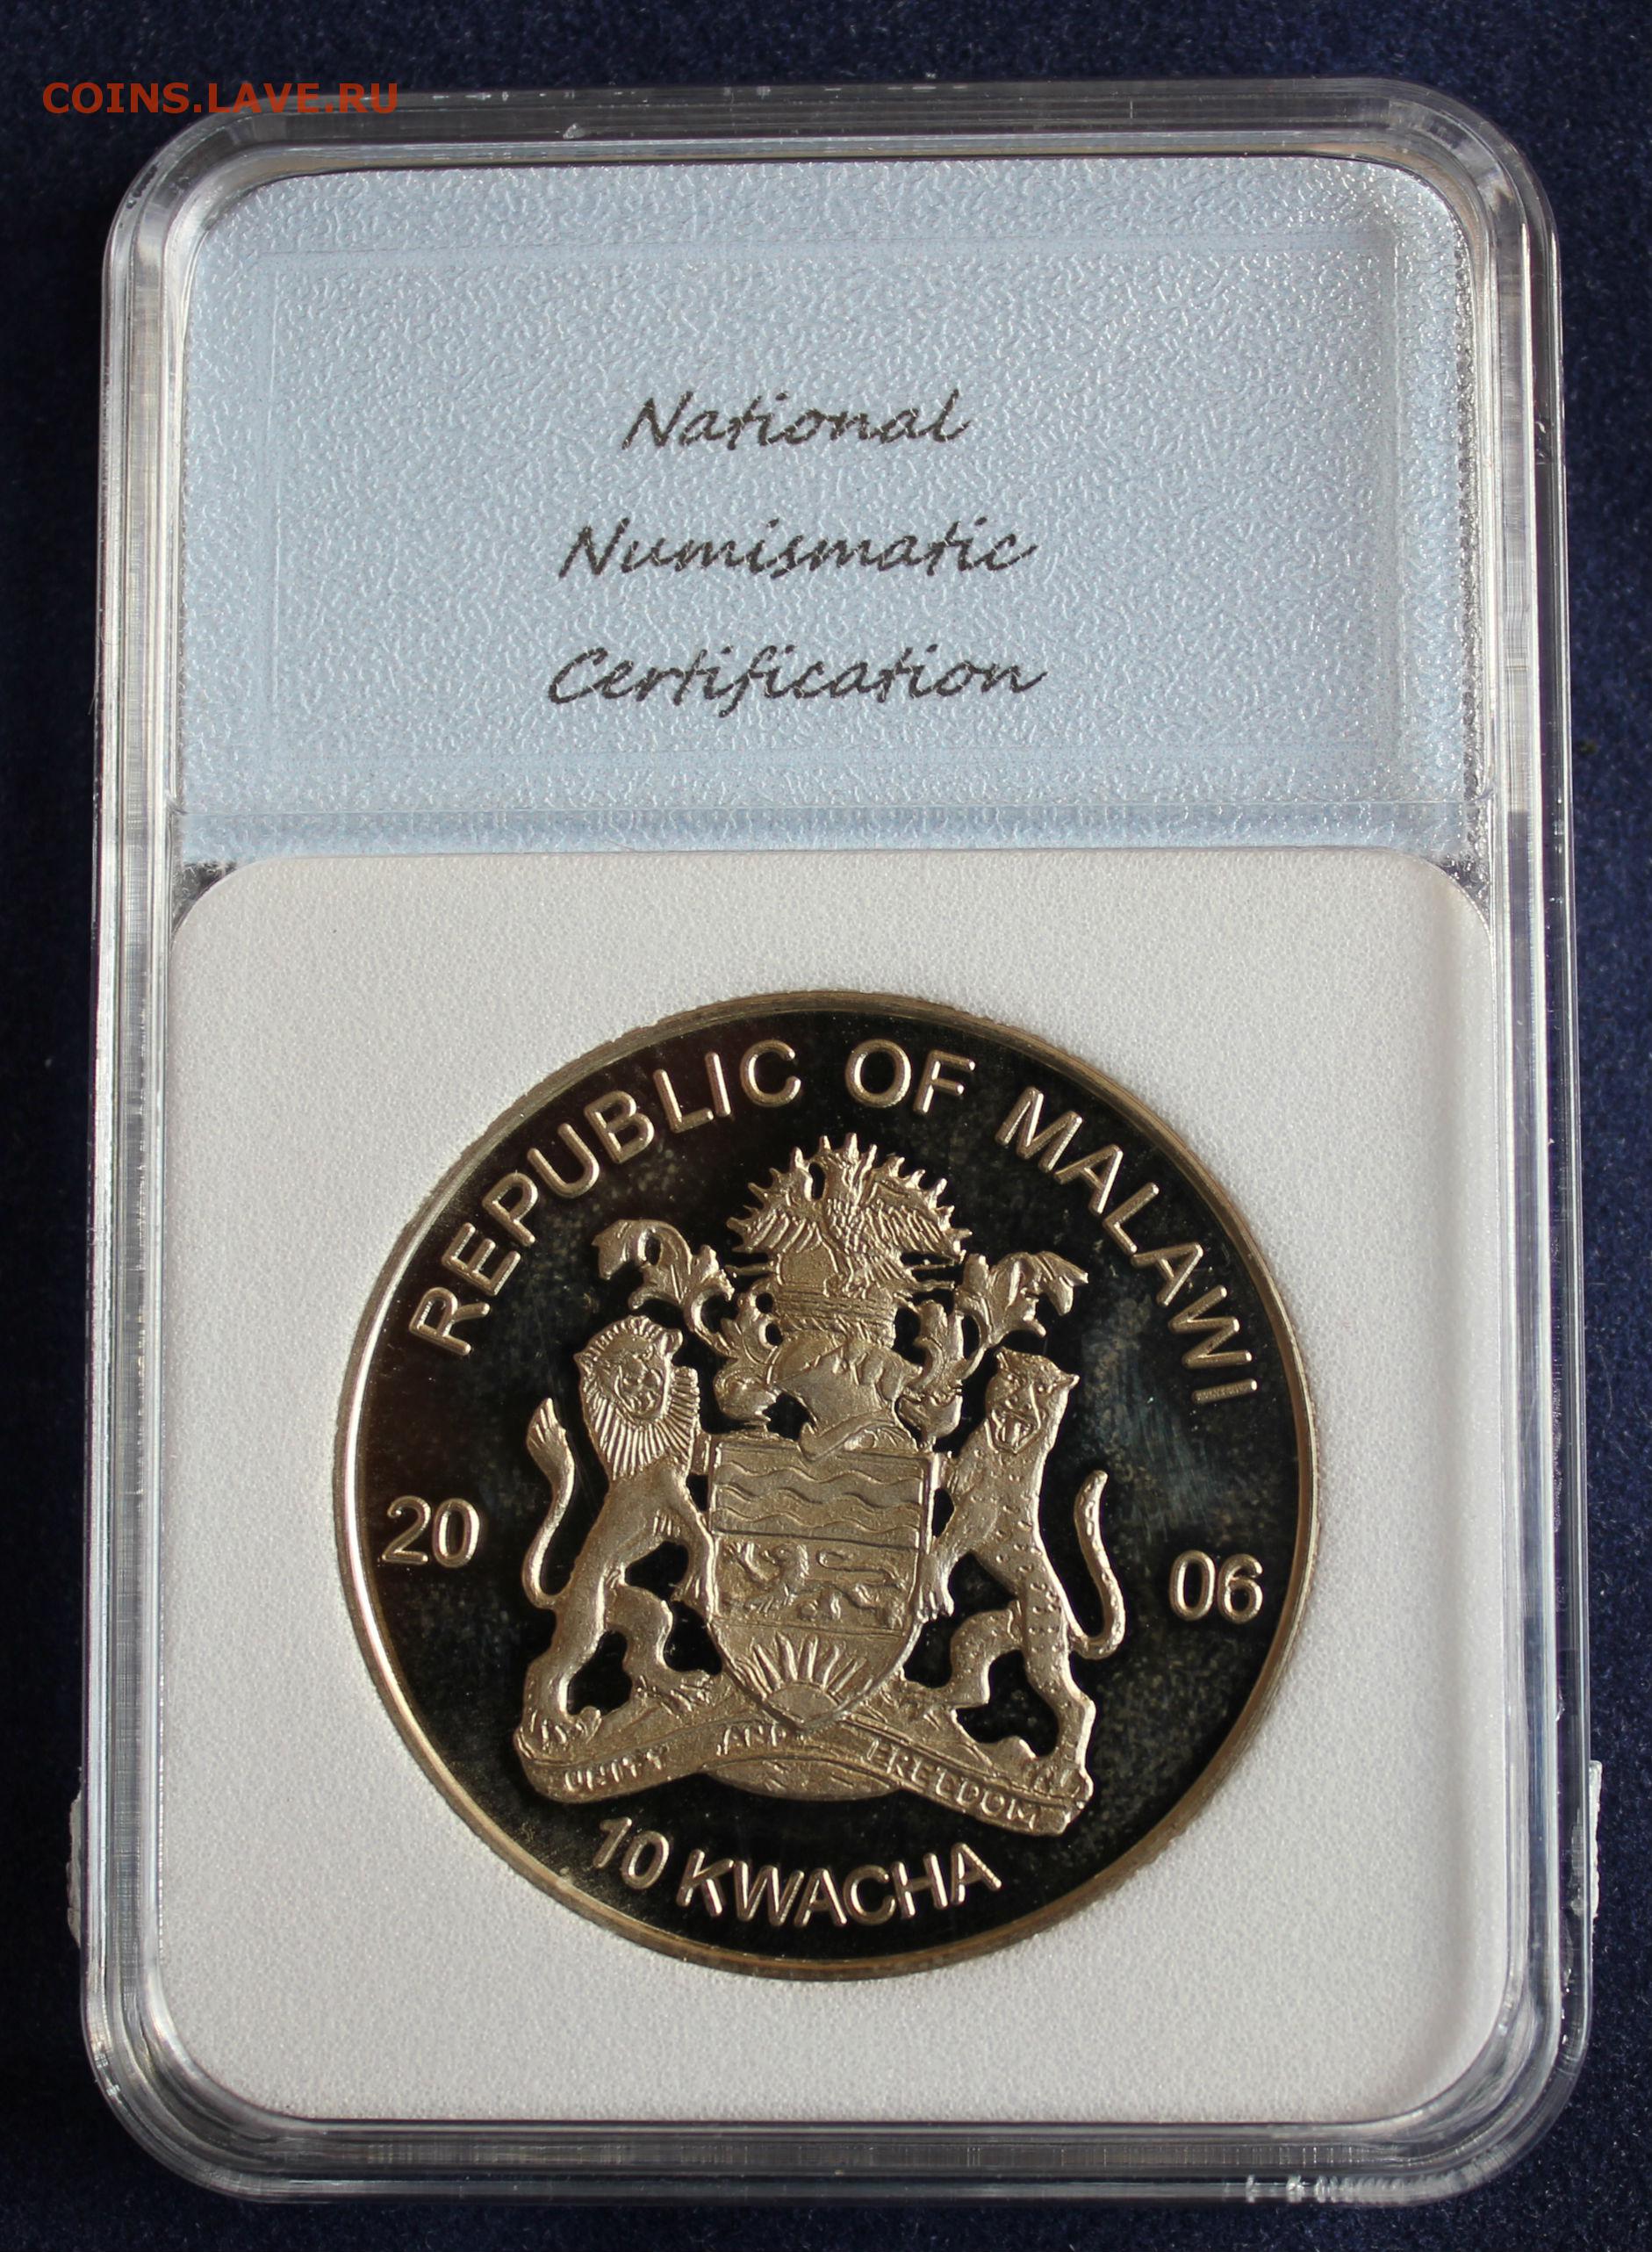 COINS.LAVE.RU
National
Numismatic
Certification
REPUBLIC OF MALAWI
20 06
UNITY AND FREEDOM
10 KWACHA